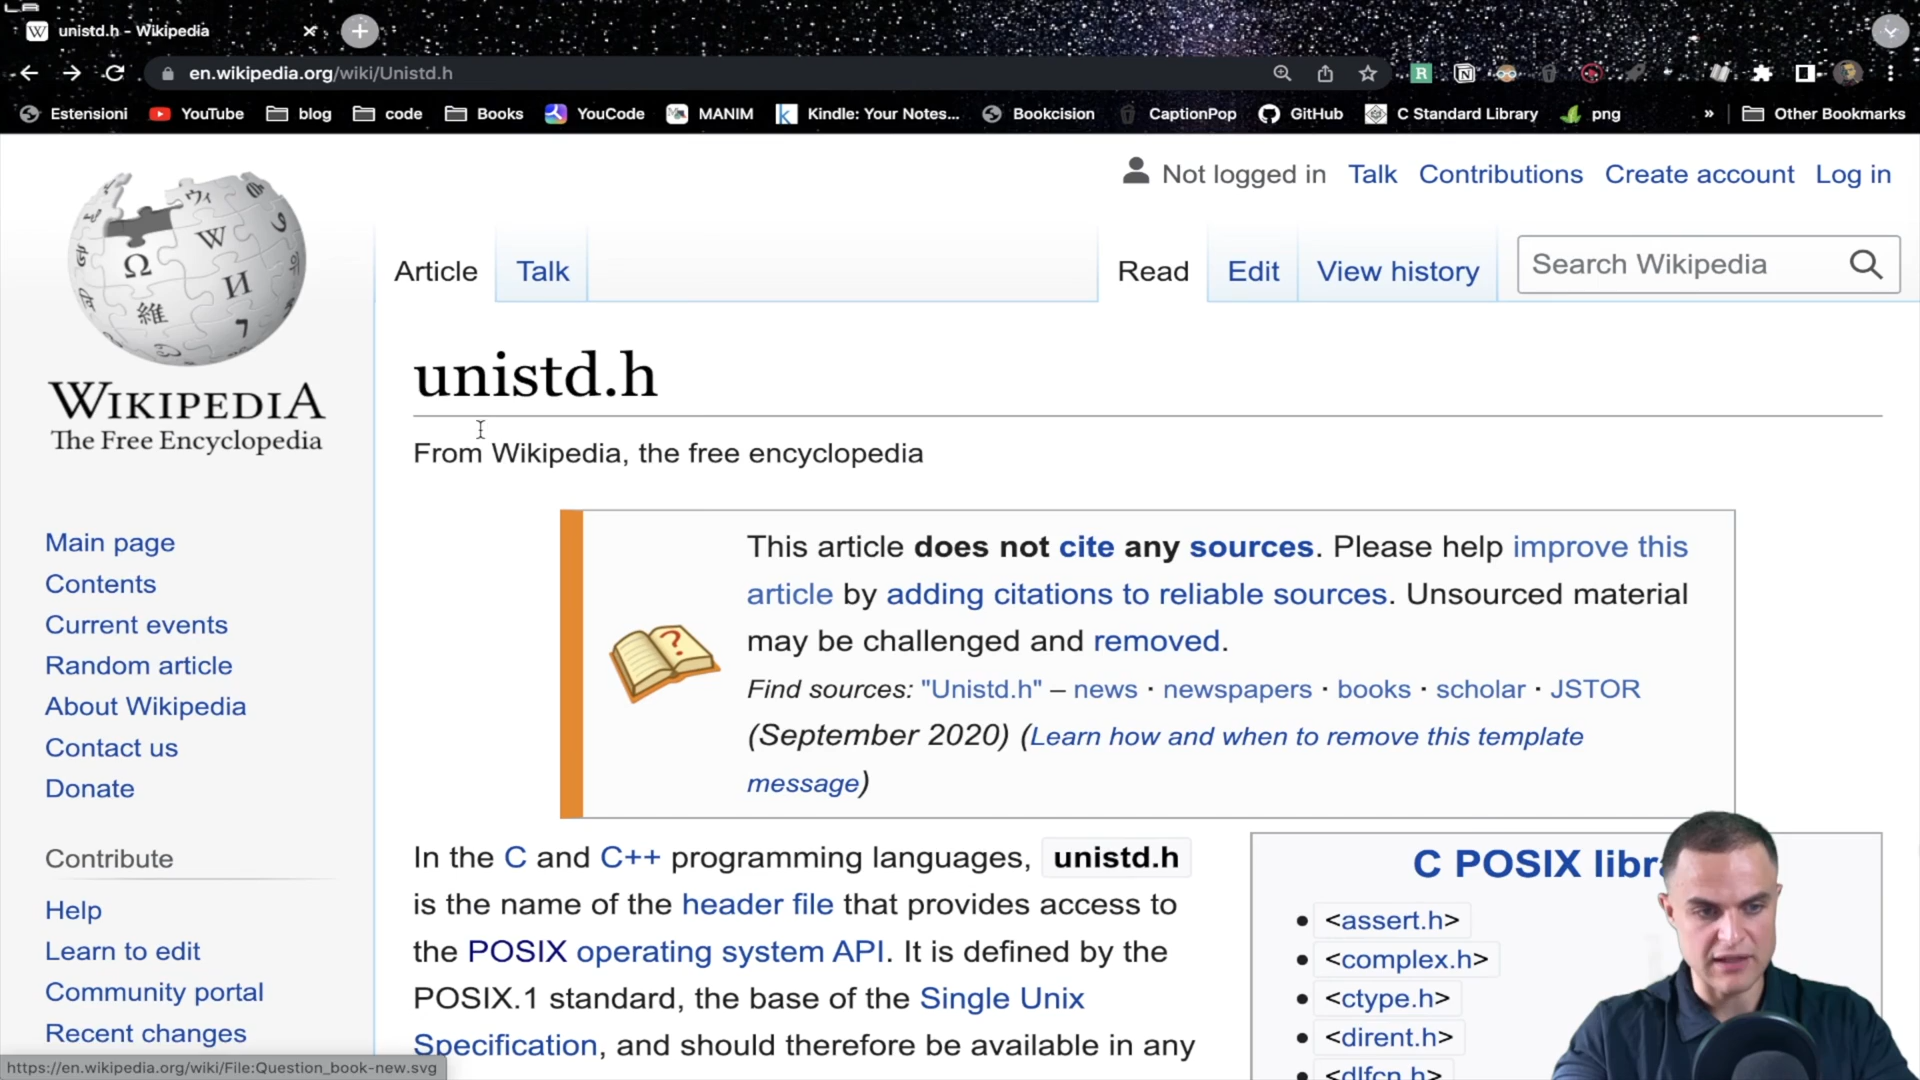 unistd.h - Wikipedia
en.wikipedia.org/wiki/Unistd.h
Estensioni YouTube blog code Books YouCode MANIM Kindle: Your Notes... Bookcision CaptionPop GitHub C Standard Library png » Other Bookmarks
Not logged in Talk Contributions Create account Log in
Article Talk Read Edit View history Search Wikipedia
WIKIPEDIA
The Free Encyclopedia
Main page
Contents
Current events
Random article
About Wikipedia
Contact us
Donate
Contribute
Help
Learn to edit
Community portal
Recent changes
unistd.h
From Wikipedia, the free encyclopedia
This article does not cite any sources. Please help improve this
article by adding citations to reliable sources. Unsourced material
may be challenged and removed.
Find sources: "Unistd.h" – news · newspapers · books · scholar · JSTOR
(September 2020) (Learn how and when to remove this template
message)
In the C and C++ programming languages, unistd.h
is the name of the header file that provides access to
the POSIX operating system API. It is defined by the
POSIX.1 standard, the base of the Single Unix
Specification, and should therefore be available in any
C POSIX libra
<assert.h>
<complex.h>
<ctype.h>
<dirent.h>
<dlfcn.h>
https://en.wikipedia.org/wiki/File:Question_book-new.svg